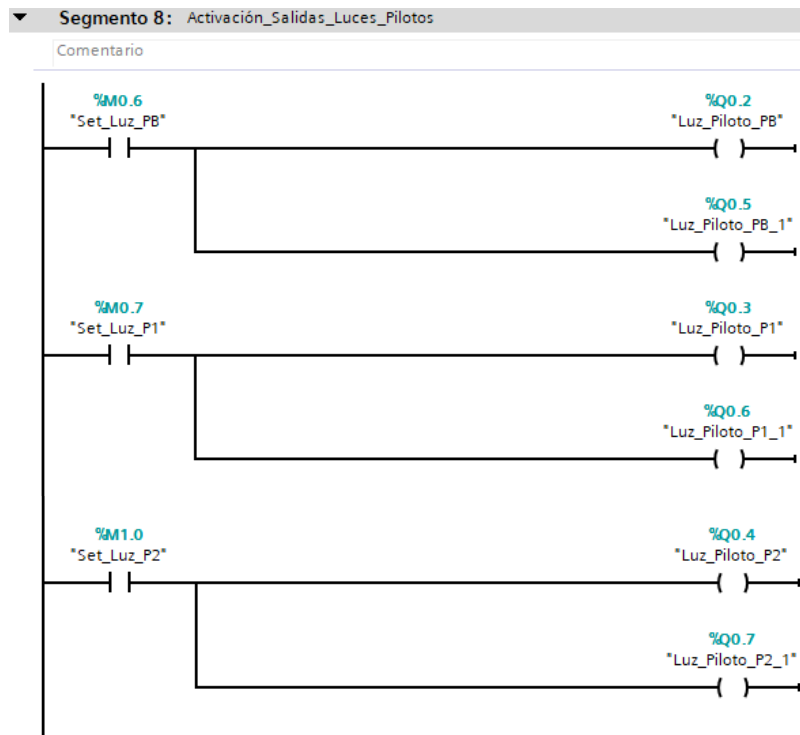 Segmento 8: Activación_Salidas_Luces_Pilotos
Comentario
%M0.6 %Q0.2
"Set_Luz_PB" "Luz_Piloto_PB"
%Q0.5
"Luz_Piloto_PB_1"
%M0.7 %Q0.3
"Set_Luz_P1" "Luz_Piloto_P1"
%Q0.6
"Luz_Piloto_P1_1"
%M1.0 %Q0.4
"Set_Luz_P2" "Luz_Piloto_P2"
%Q0.7
"Luz_Piloto_P2_1"